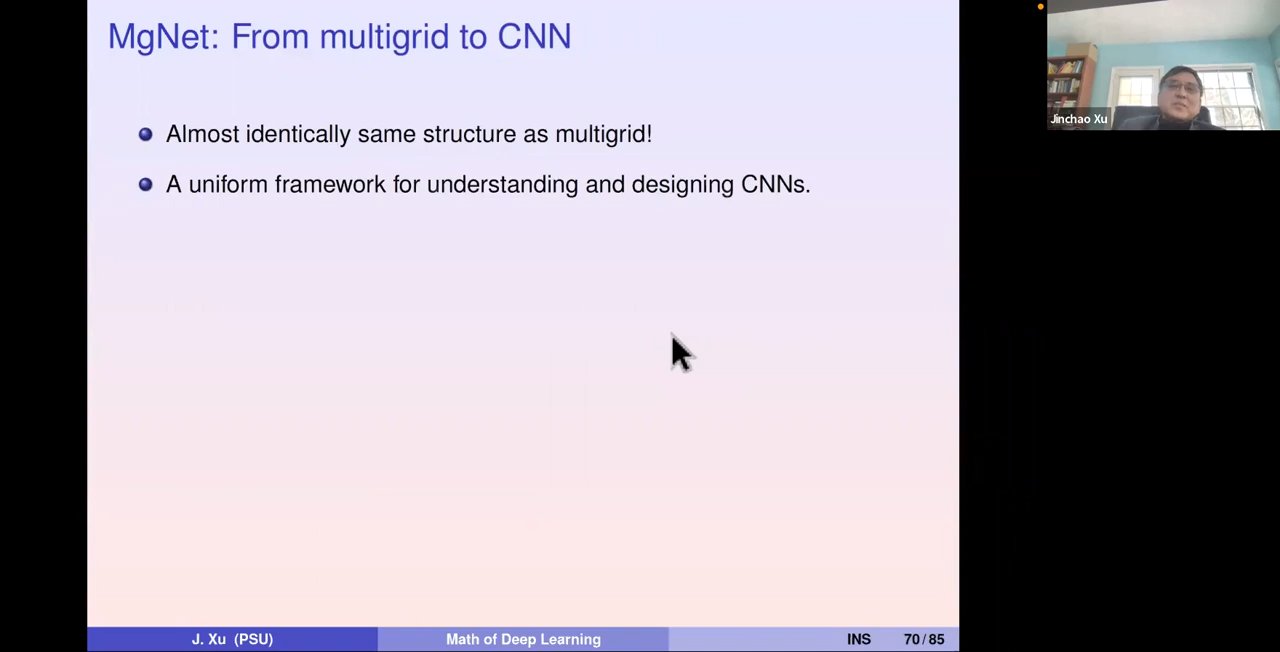 MgNet: From multigrid to CNN
Almost identically same structure as multigrid!
A uniform framework for understanding and designing CNNs.
Jinchao Xu
J. Xu (PSU)
Math of Deep Learning
INS 70 / 85